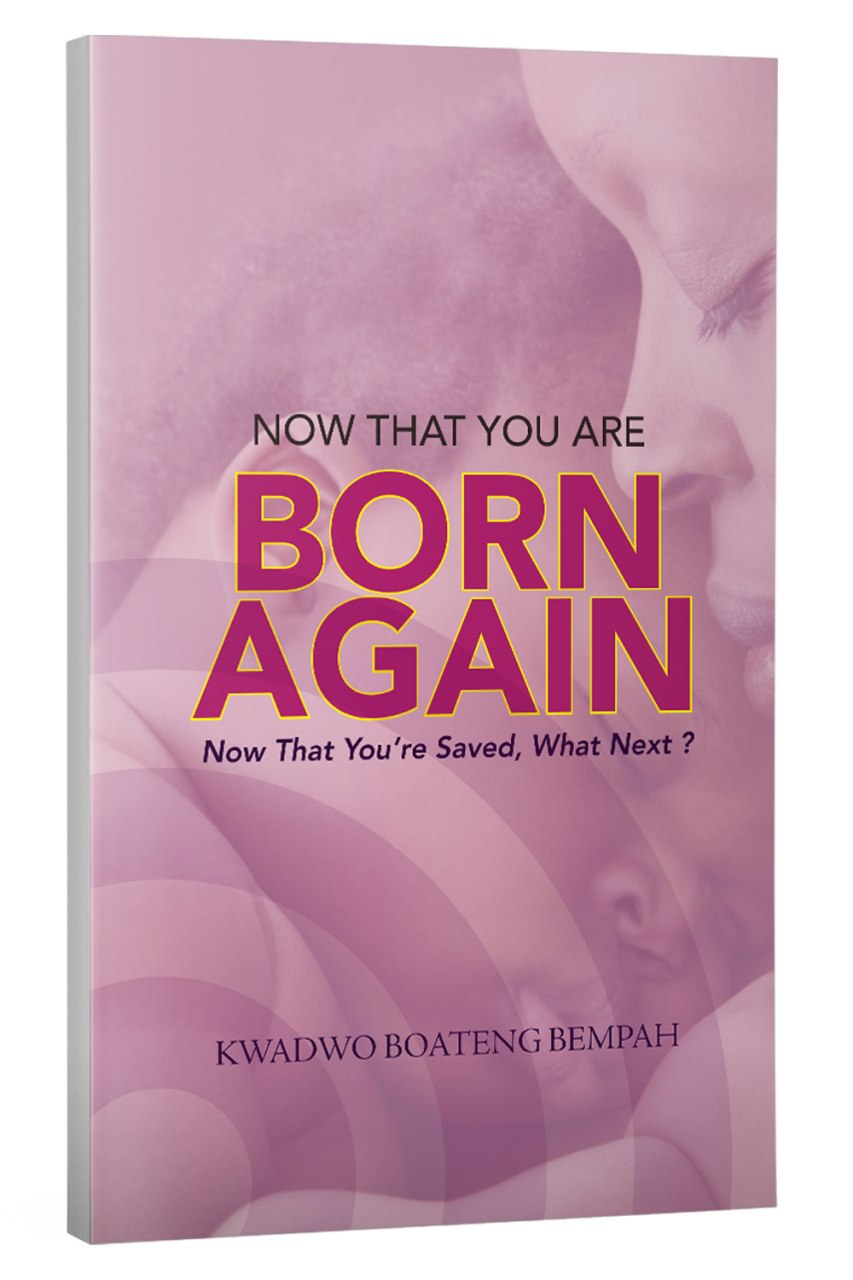 NOW THAT YOU ARE
BORN
AGAIN
Now That You're Saved, What Next ?
KWADWO BOATENG BEMPAH